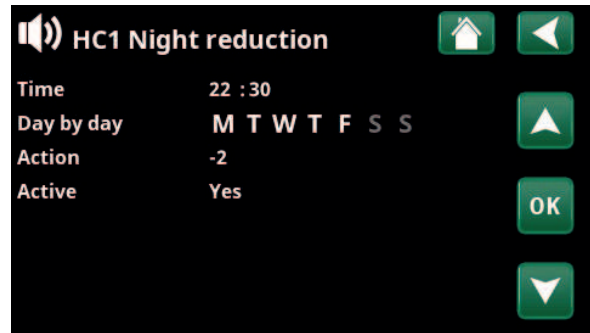 HC1 Night reduction
Time 22 :30
Day by day M T W T F S S
Action -2
Active Yes
OK